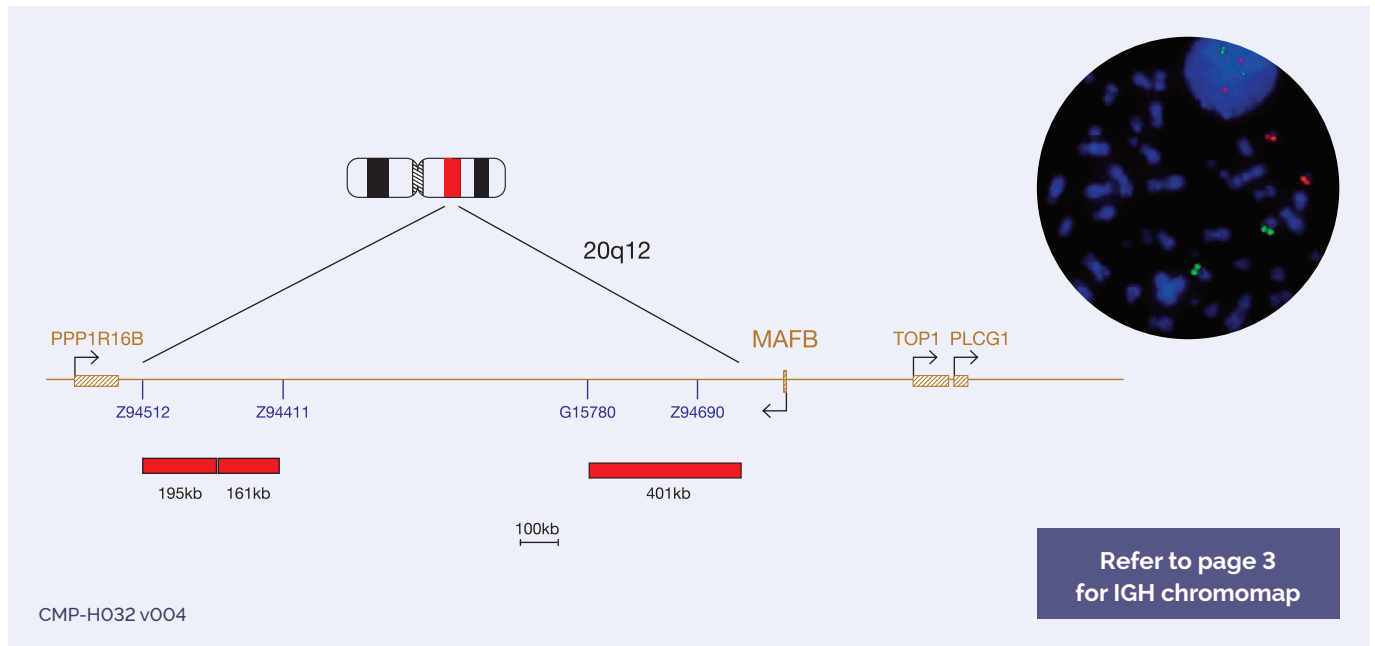 20q12
PPP1R16B
MAFB
TOP1
PLCG1
Z94512
Z94411
G15780
Z94690
195kb
161kb
401kb
100kb
Refer to page 3
for IGH chromomap
CMP-H032 v004